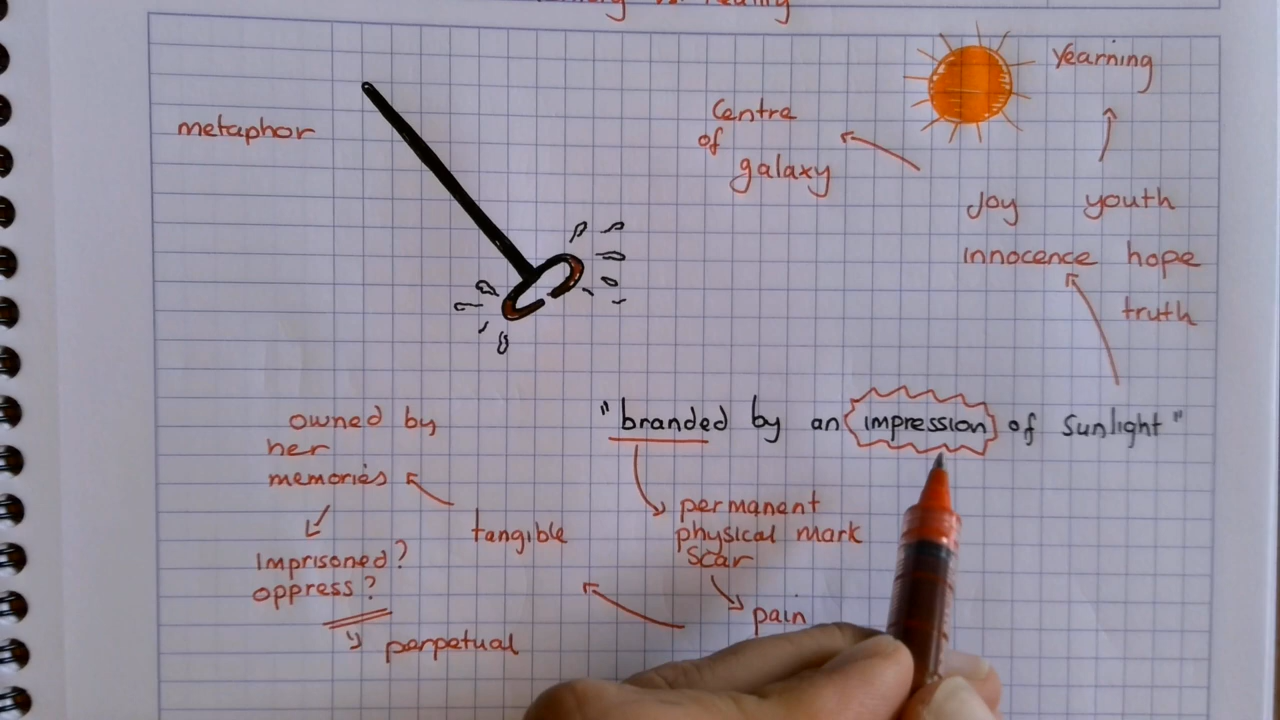 metaphor
Centre
of
galaxy
Yearning
Joy youth
innocence hope
truth
"branded by an impression of sunlight"
owned by
her
memories
Imprisoned?
oppress?
perpetual
tangible
permanent
physical mark
scar
pain